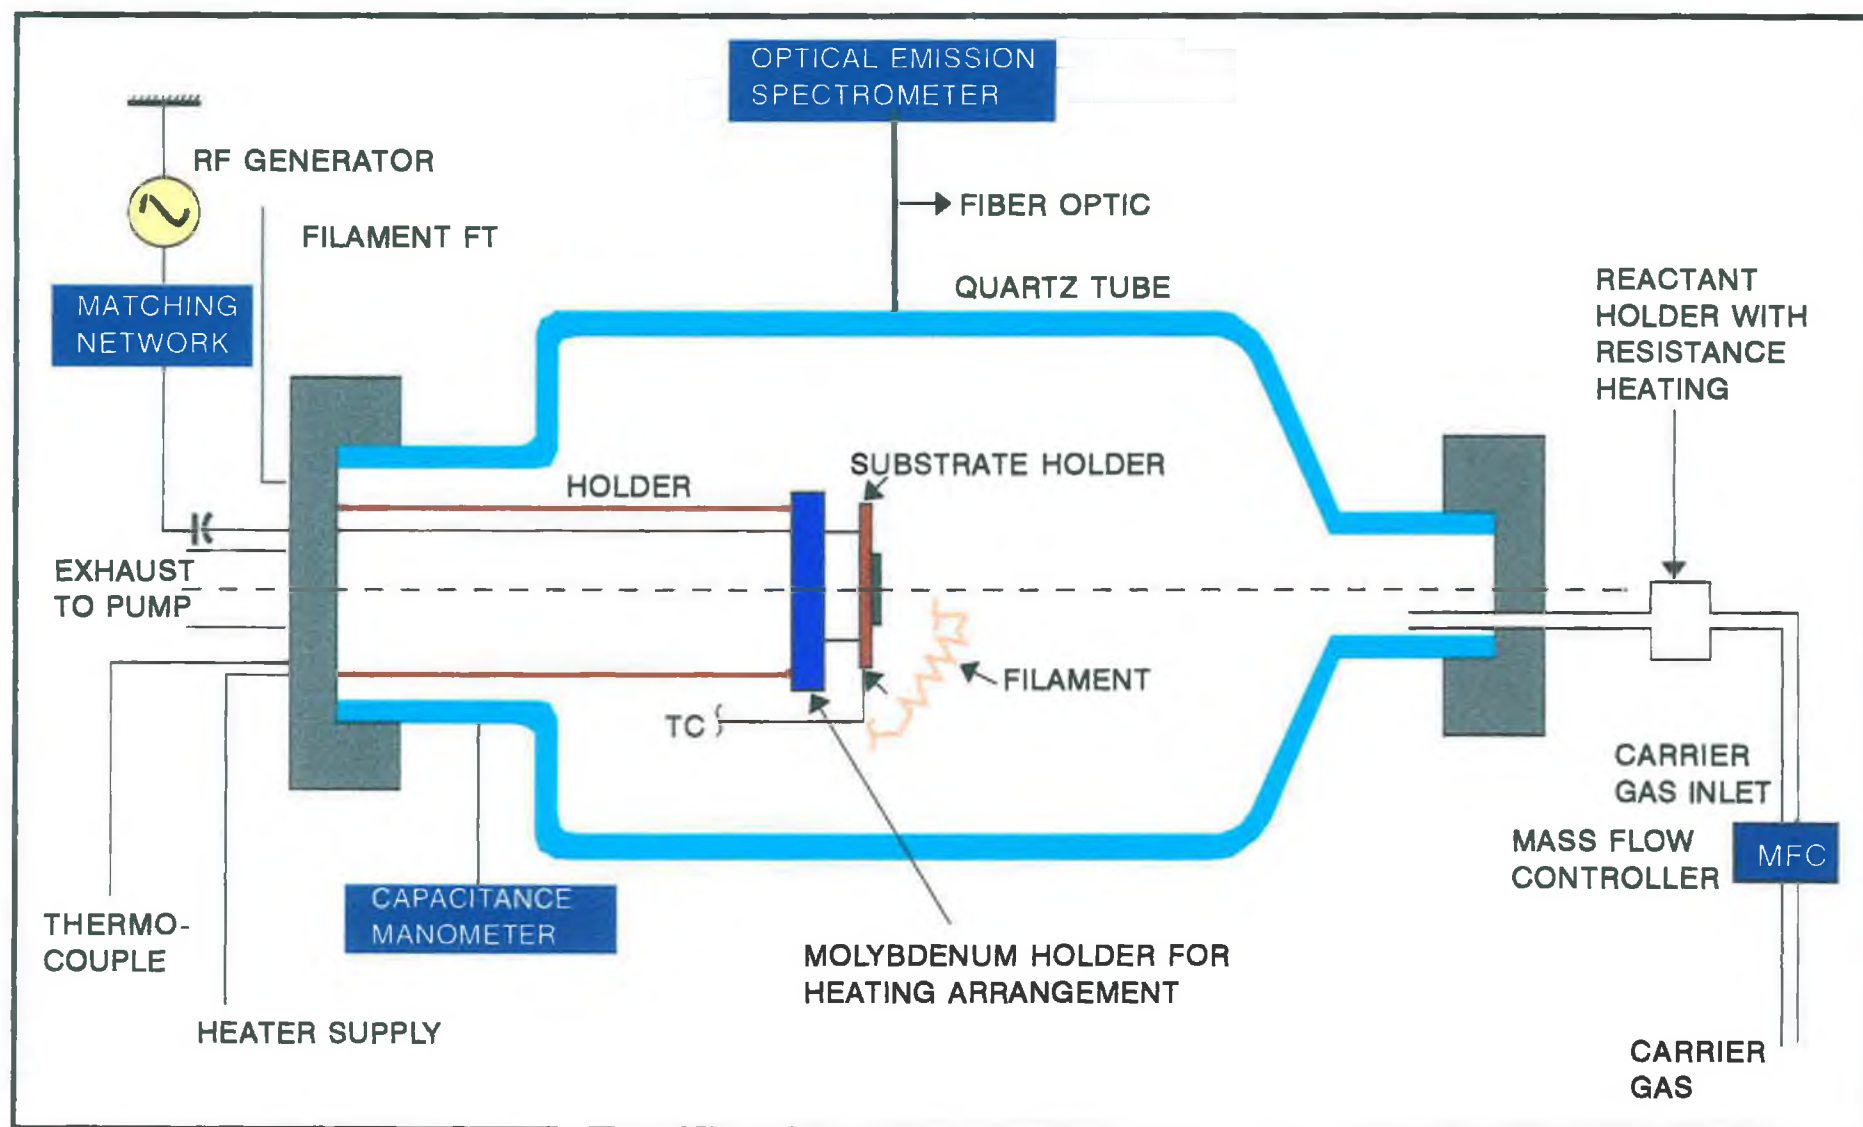 OPTICAL EMISSION
SPECTROMETER
RF GENERATOR
FIBER OPTIC
FILAMENT FT
QUARTZ TUBE
MATCHING
NETWORK
REACTANT
HOLDER WITH
RESISTANCE
HEATING
SUBSTRATE HOLDER
HOLDER
EXHAUST
TO PUMP
FILAMENT
TC
CARRIER
GAS INLET
MASS FLOW
CONTROLLER
MFC
CAPACITANCE
MANOMETER
THERMO-
COUPLE
MOLYBDENUM HOLDER FOR
HEATING ARRANGEMENT
HEATER SUPPLY
CARRIER
GAS